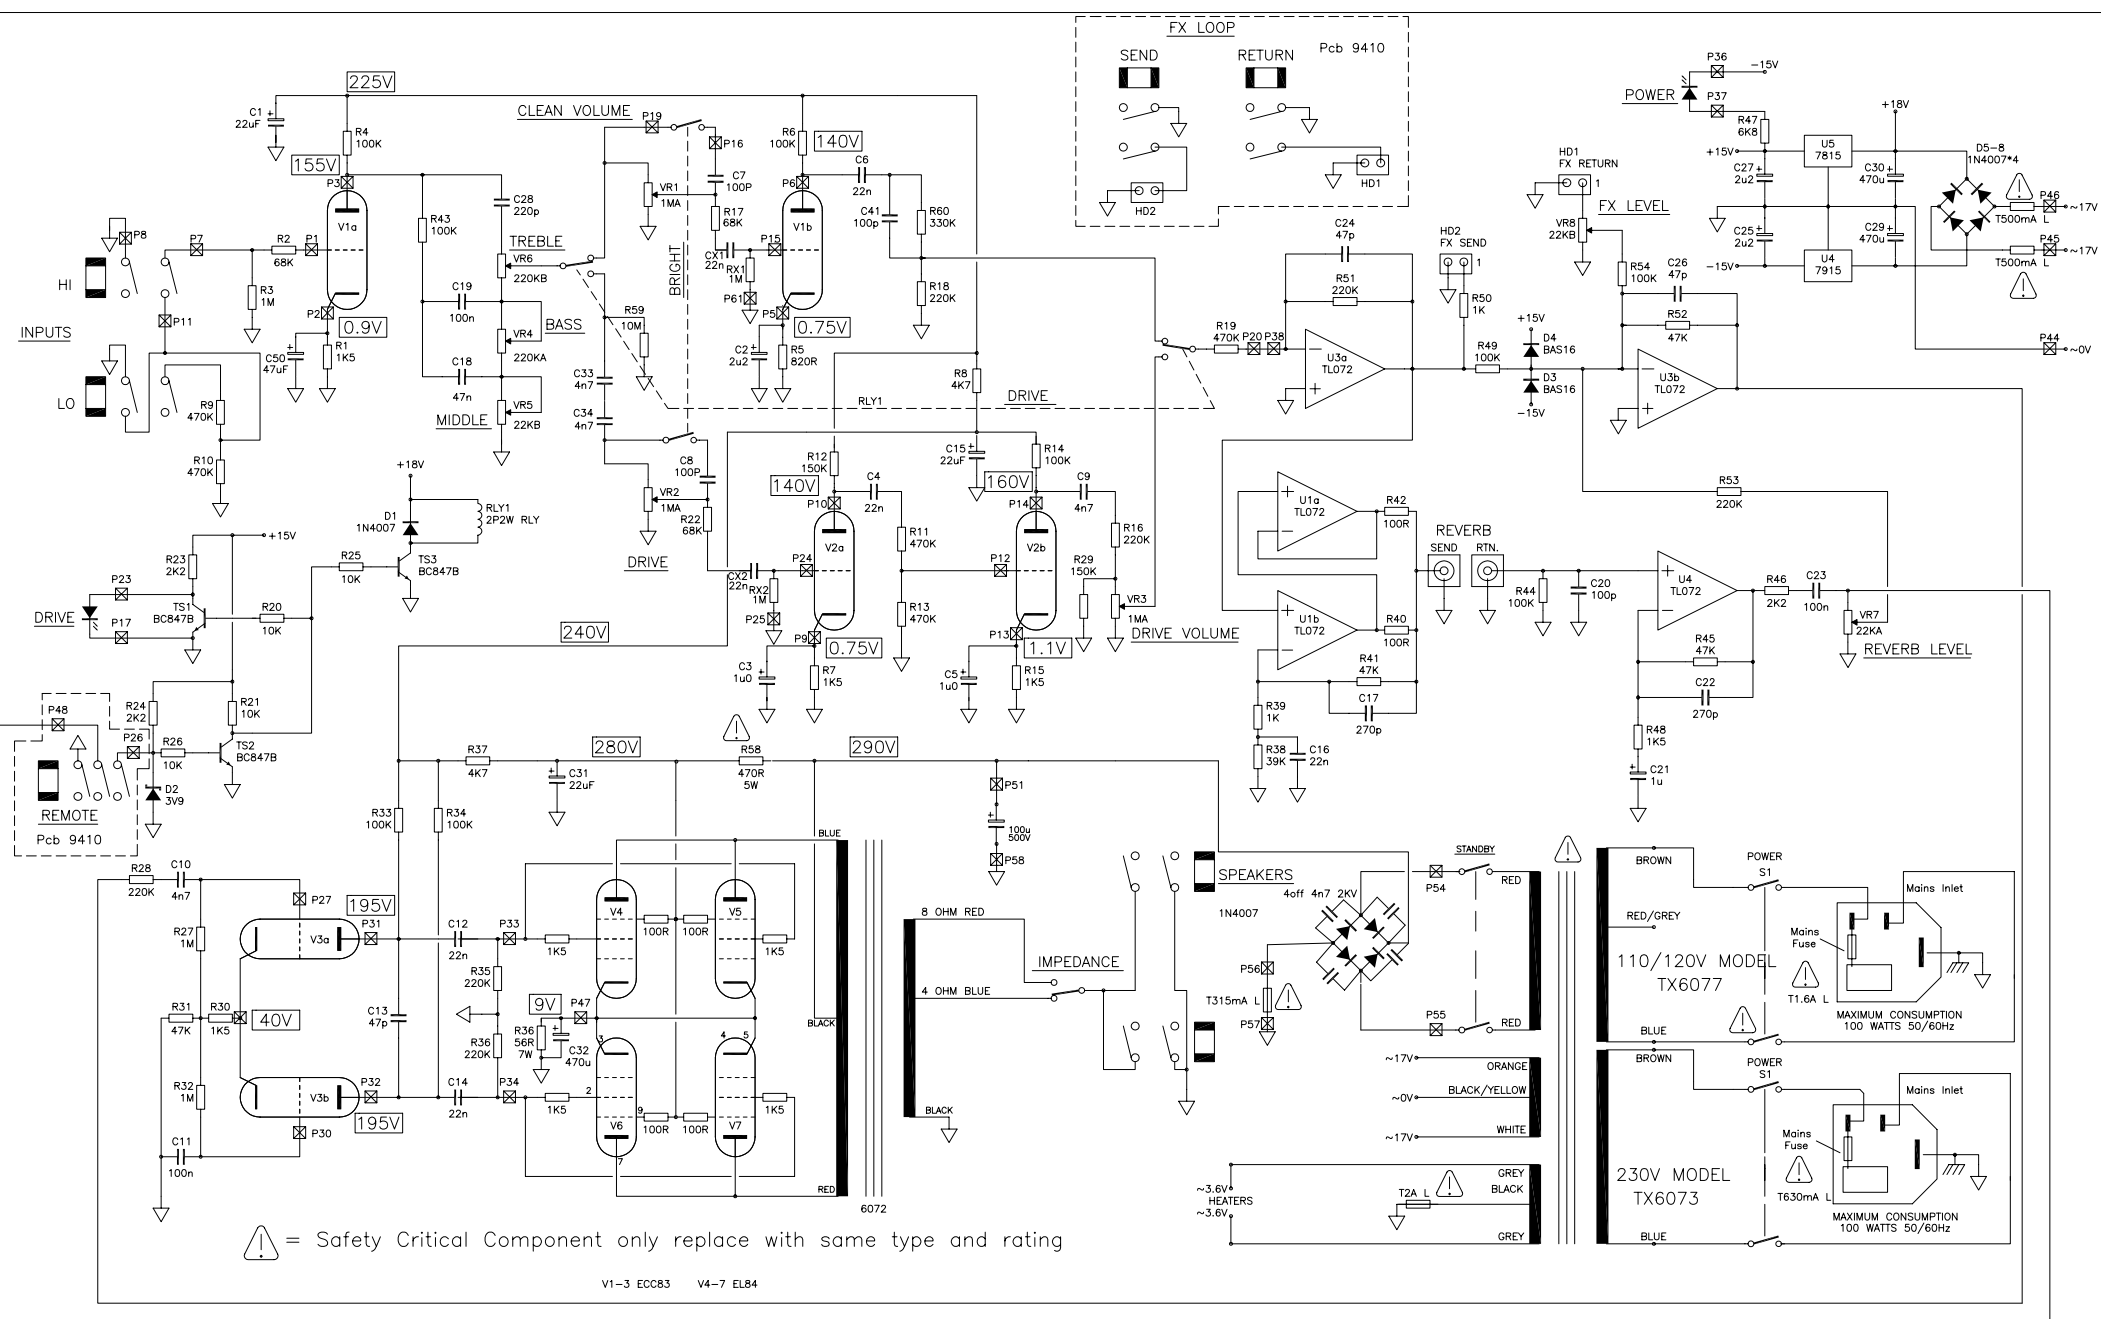 FX LOOP
Pcb 9410
SEND
RETURN
HD2
HD1
225V
C1
22uF
R4
100K
155V
P3
V1a
HI
P8
P7
R2
68K
P1
R3
1M
P2
0.9V
C50
47uF
R1
1K5
INPUTS
P11
LO
R9
470K
R10
470K
R43
100K
C28
220p
TREBLE
VR6
220KB
C19
100n
BASS
VR4
220KA
C18
47n
MIDDLE
VR5
22KB
CLEAN VOLUME
P19
P16
VR1
1MA
C7
100P
R17
68K
BRIGHT
CX1
22n
RX1
1M
P61
P15
R6
100K
140V
P6
V1b
P5
0.75V
C2
2u2
R5
820R
C6
22n
C41
100p
R60
330K
R18
220K
R59
10M
C33
4n7
C34
4n7
RLY1
DRIVE
R8
4K7
C15
22uF
C8
100P
VR2
1MA
R22
68K
DRIVE
CX2
22n
RX2
1M
P25
P24
R12
150K
140V
P10
V2a
P9
0.75V
C3
1u0
R7
1K5
C4
22n
R11
470K
R13
470K
P12
160V
R14
100K
P14
V2b
P13
1.1V
C5
1u0
R15
1K5
C9
4n7
R16
220K
R29
150K
VR3
1MA
DRIVE VOLUME
R19
470K
P20
P38
C24
47p
R51
220K
U3a
TL072
HD2
FX SEND
1
R50
1K
R49
100K
+15V
D4
BAS16
D3
BAS16
-15V
HD1
FX RETURN
1
FX LEVEL
VR8
22KB
R54
100K
C26
47p
R52
47K
U3b
TL072
POWER
P36
-15V
P37
R47
6K8
+15V
C27
2u2
C25
2u2
-15V
U5
7815
U4
7915
+18V
C30
470u
C29
470u
D5-8
1N4007*4
P46
~17V
T500mA L
P45
~17V
T500mA L
P44
~0V
R53
220K
U1a
TL072
R42
100R
U1b
TL072
R40
100R
R41
47K
C17
270p
R39
1K
R38
39K
C16
22n
REVERB
SEND
RTN.
R44
100K
C20
100p
U4
TL072
R46
2K2
C23
100n
R45
47K
C22
270p
R48
1K5
C21
1u
VR7
22KA
REVERB LEVEL
+18V
D1
1N4007
RLY1
2P2W RLY
TS3
BC847B
R25
10K
+15V
R23
2K2
P23
DRIVE
P17
TS1
BC847B
R20
10K
R24
2K2
R21
10K
P48
P26
R26
10K
TS2
BC847B
D2
3V9
REMOTE
Pcb 9410
240V
R37
4K7
280V
C31
22uF
R58
470R
5W
290V
P51
100u
500V
P58
R33
100K
R34
100K
R28
220K
C10
4n7
P27
195V
P31
V3a
R27
1M
R31
47K
R30
1K5
40V
R32
1M
C11
100n
V3b
P32
P30
195V
C13
47p
C12
22n
P33
R35
220K
R36
220K
C14
22n
P34
9V
P47
R36
56R
7W
C32
470u
1K5
V4
100R
100R
V5
1K5
1K5
2
3
9
V6
7
100R
100R
4
5
V7
1K5
BLUE
BLACK
RED
6072
8 OHM RED
4 OHM BLUE
BLACK
IMPEDANCE
SPEAKERS
1N4007
4off 4n7 2KV
P56
T315mA L
P57
P54
STANDBY
RED
P55
RED
~17V
ORANGE
~0V
BLACK/YELLOW
~17V
WHITE
~3.6V
HEATERS
~3.6V
GREY
T2A L
BLACK
GREY
BROWN
POWER
S1
RED/GREY
Mains Inlet
Mains
Fuse
110/120V MODEL
TX6077
T1.6A L
MAXIMUM CONSUMPTION
100 WATTS 50/60Hz
BLUE
BROWN
POWER
S1
Mains Inlet
Mains
Fuse
230V MODEL
TX6073
T630mA L
MAXIMUM CONSUMPTION
100 WATTS 50/60Hz
BLUE
= Safety Critical Component only replace with same type and rating
V1-3 ECC83 V4-7 EL84